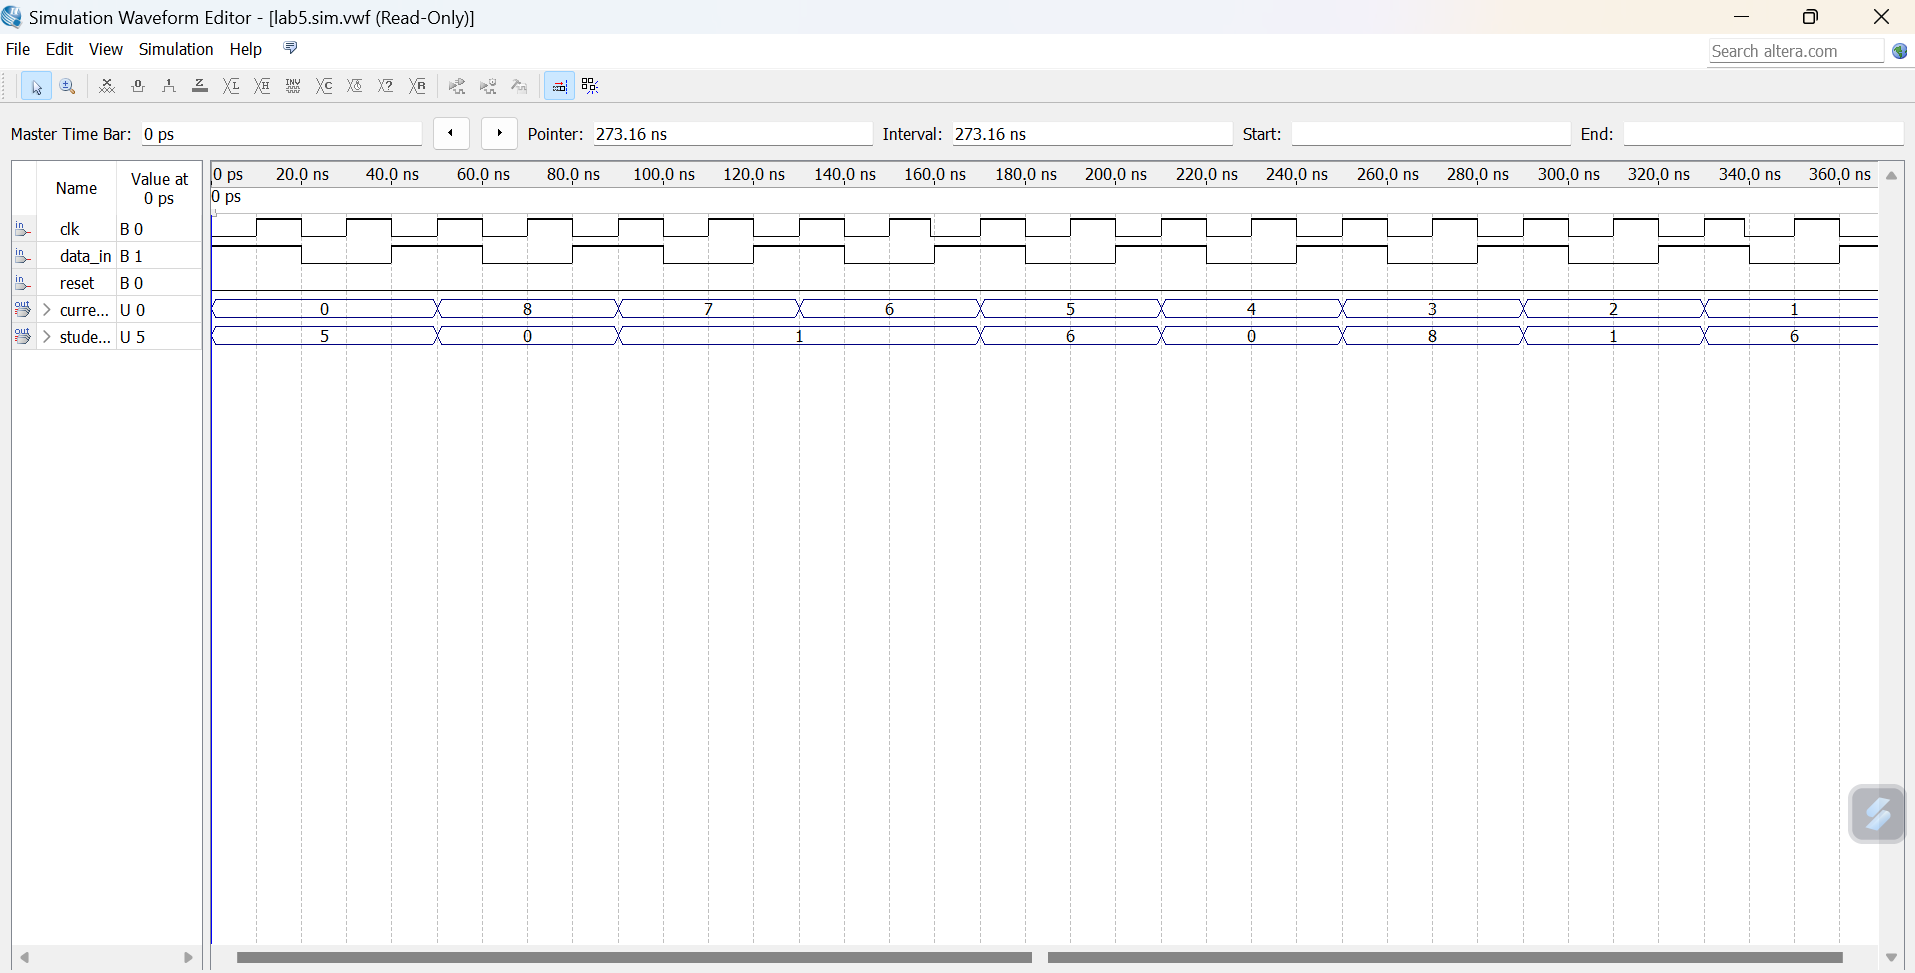 Simulation Waveform Editor - [lab5.sim.vwf (Read-Only)]
File Edit View Simulation Help
Search altera.com
Master Time Bar: 0 ps Pointer: 273.16 ns Interval: 273.16 ns Start: End:
Name Value at 0 ps
0 ps 20.0 ns 40.0 ns 60.0 ns 80.0 ns 100.0 ns 120.0 ns 140.0 ns 160.0 ns 180.0 ns 200.0 ns 220.0 ns 240.0 ns 260.0 ns 280.0 ns 300.0 ns 320.0 ns 340.0 ns 360.0 ns
0 ps
in clk B 0
in data_in B 1
in reset B 0
out curre... U 0 0 8 7 6 5 4 3 2 1
out stude... U 5 5 0 1 6 0 8 1 6